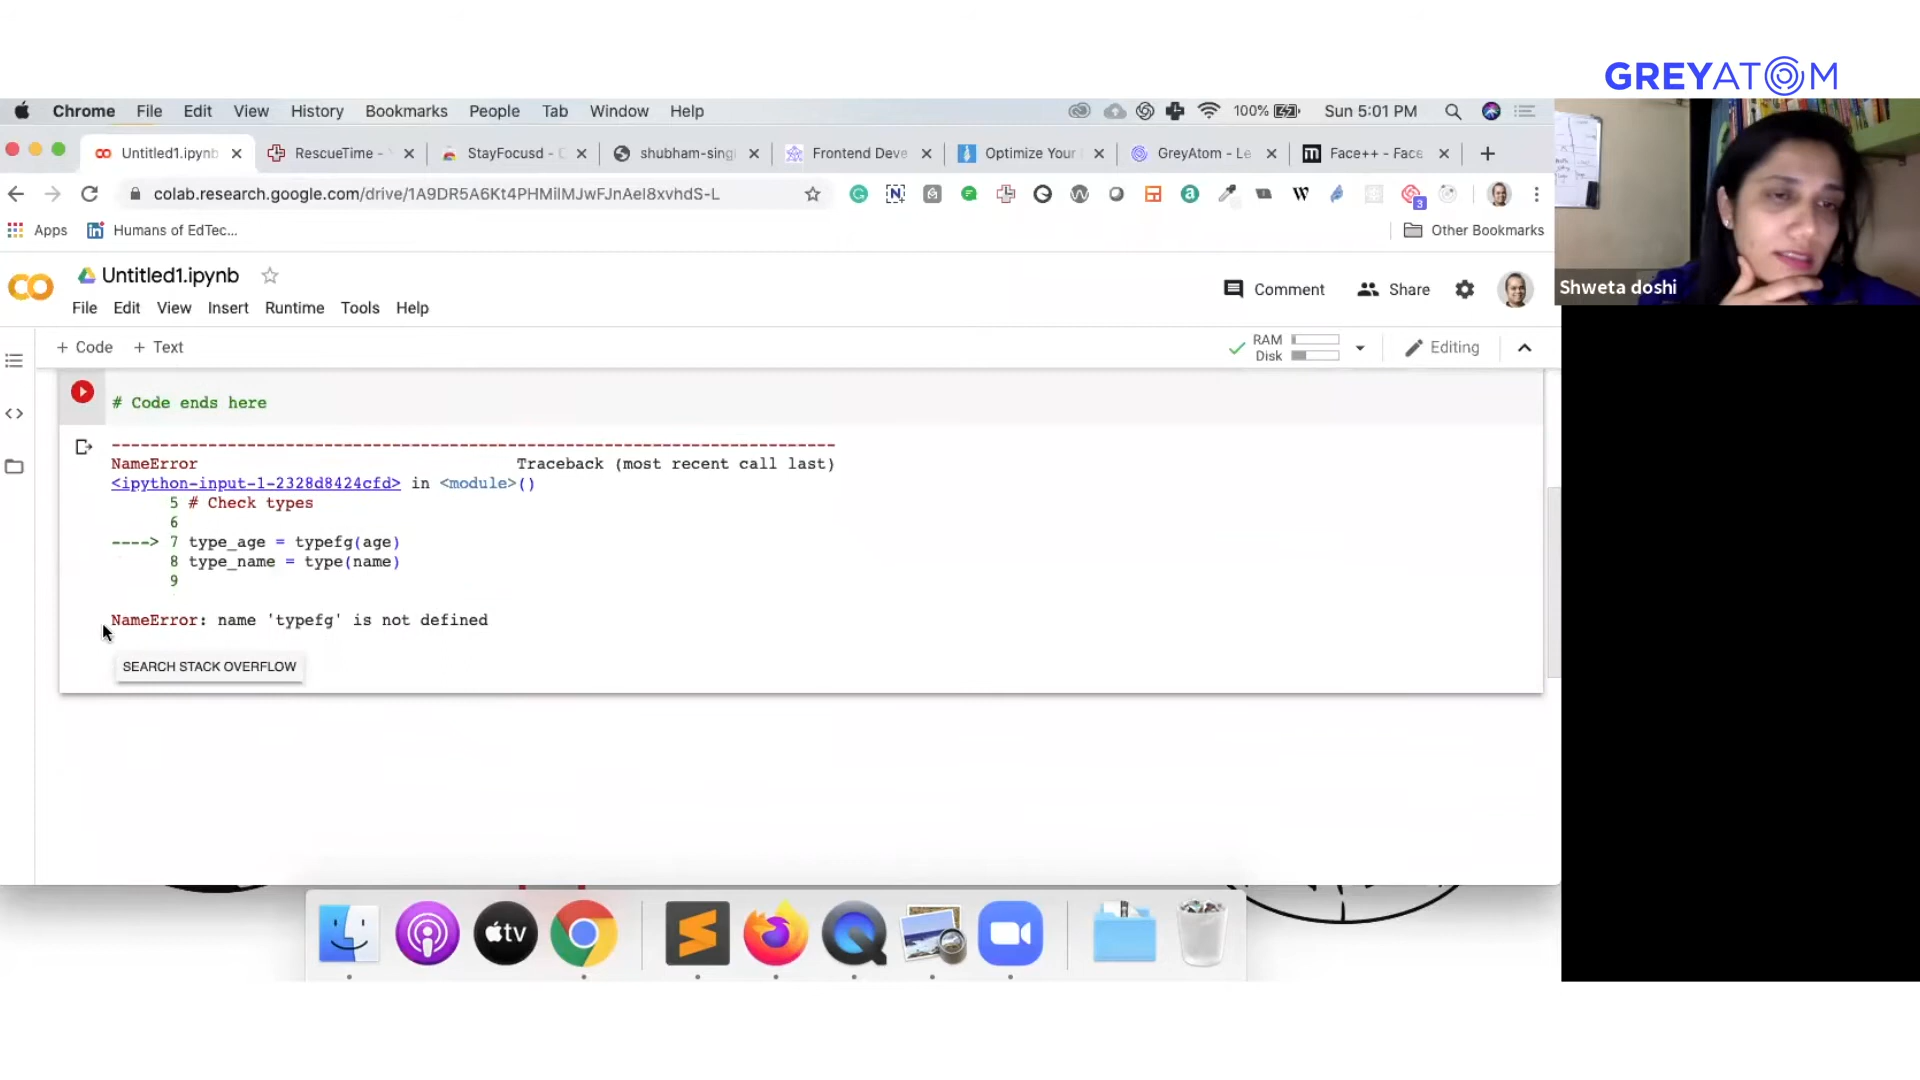 GREYATOM
Chrome File Edit View History Bookmarks People Tab Window Help 100% Sun 5:01 PM
Untitled1.ipynb RescueTime - StayFocusd - shubham-sing Frontend Deve Optimize Your GreyAtom - Le Face++ - Face
colab.research.google.com/drive/1A9DR5A6Kt4PHMilMJwFJnAel8xvhdS-L
3
Apps Humans of EdTec... Other Bookmarks
Shweta doshi
Untitled1.ipynb
Comment Share
File Edit View Insert Runtime Tools Help
+ Code + Text RAM Disk Editing
# Code ends here
---------------------------------------------------------------------------
NameError Traceback (most recent call last)
<ipython-input-1-2328d8424cfd> in <module>()
5 # Check types
6
----> 7 type_age = typefg(age)
8 type_name = type(name)
9
NameError: name 'typefg' is not defined
SEARCH STACK OVERFLOW
tv